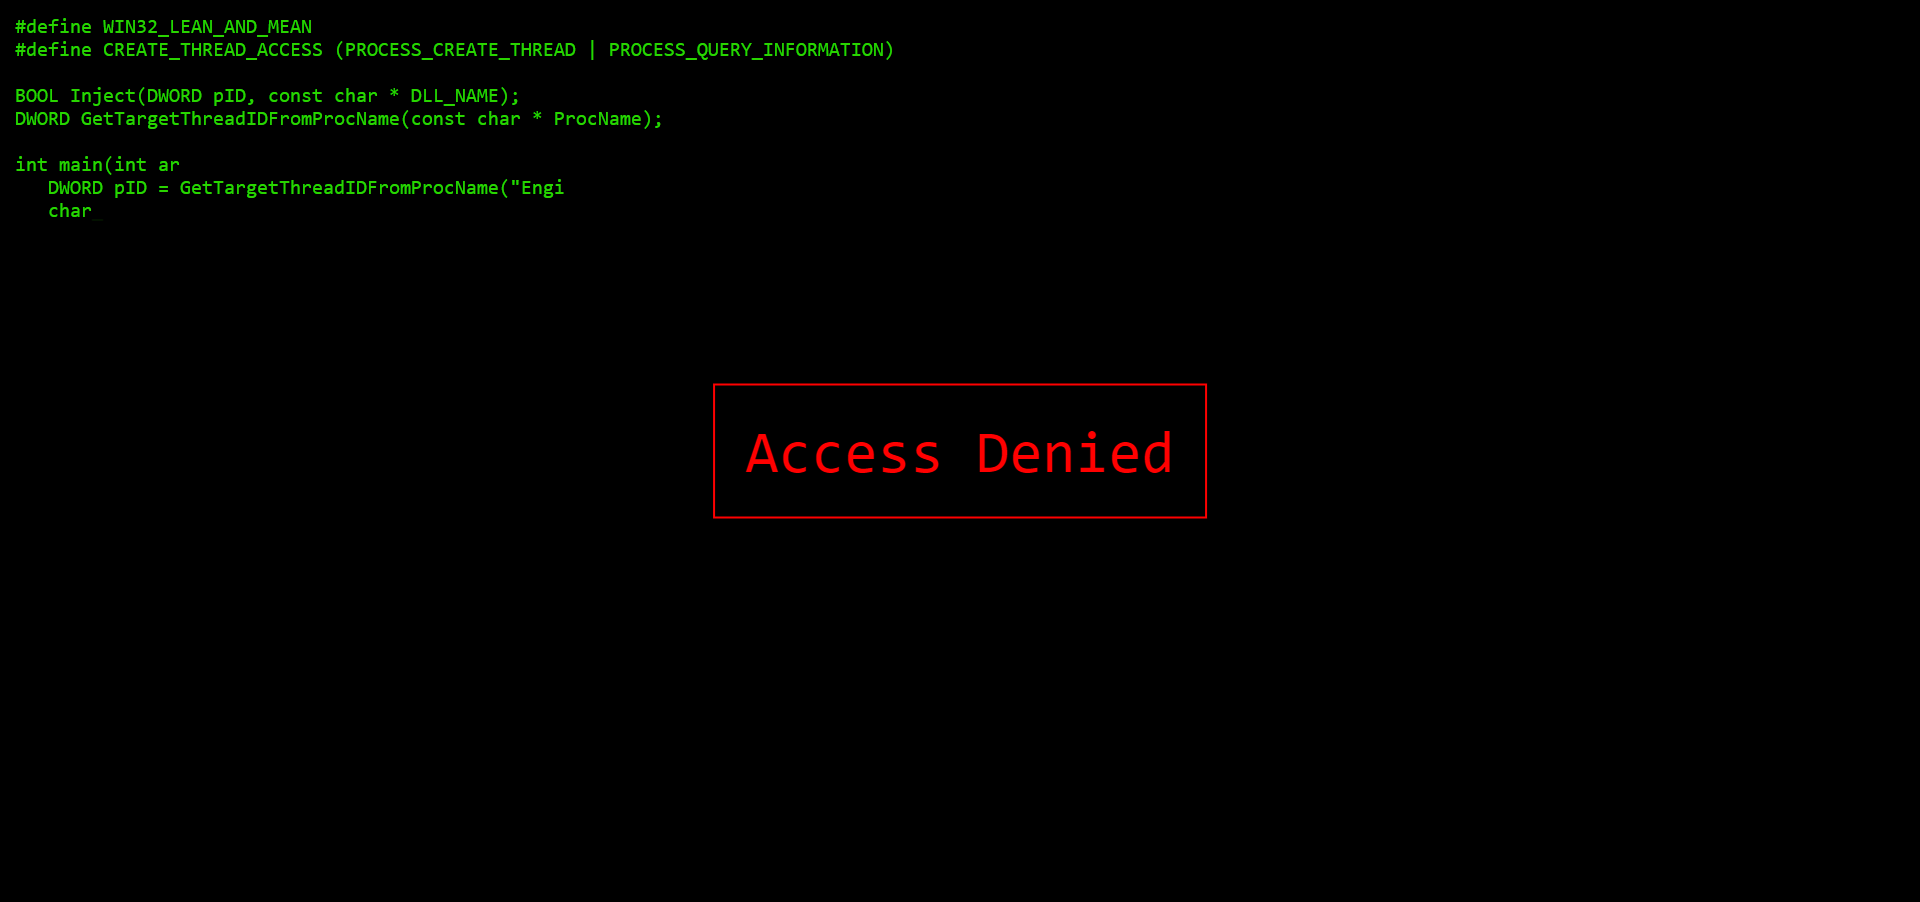 #define WIN32_LEAN_AND_MEAN
#define CREATE_THREAD_ACCESS (PROCESS_CREATE_THREAD | PROCESS_QUERY_INFORMATION)

BOOL Inject(DWORD pID, const char * DLL_NAME);
DWORD GetTargetThreadIDFromProcName(const char * ProcName);

int main(int ar
   DWORD pID = GetTargetThreadIDFromProcName("Engi
   char_
Access Denied